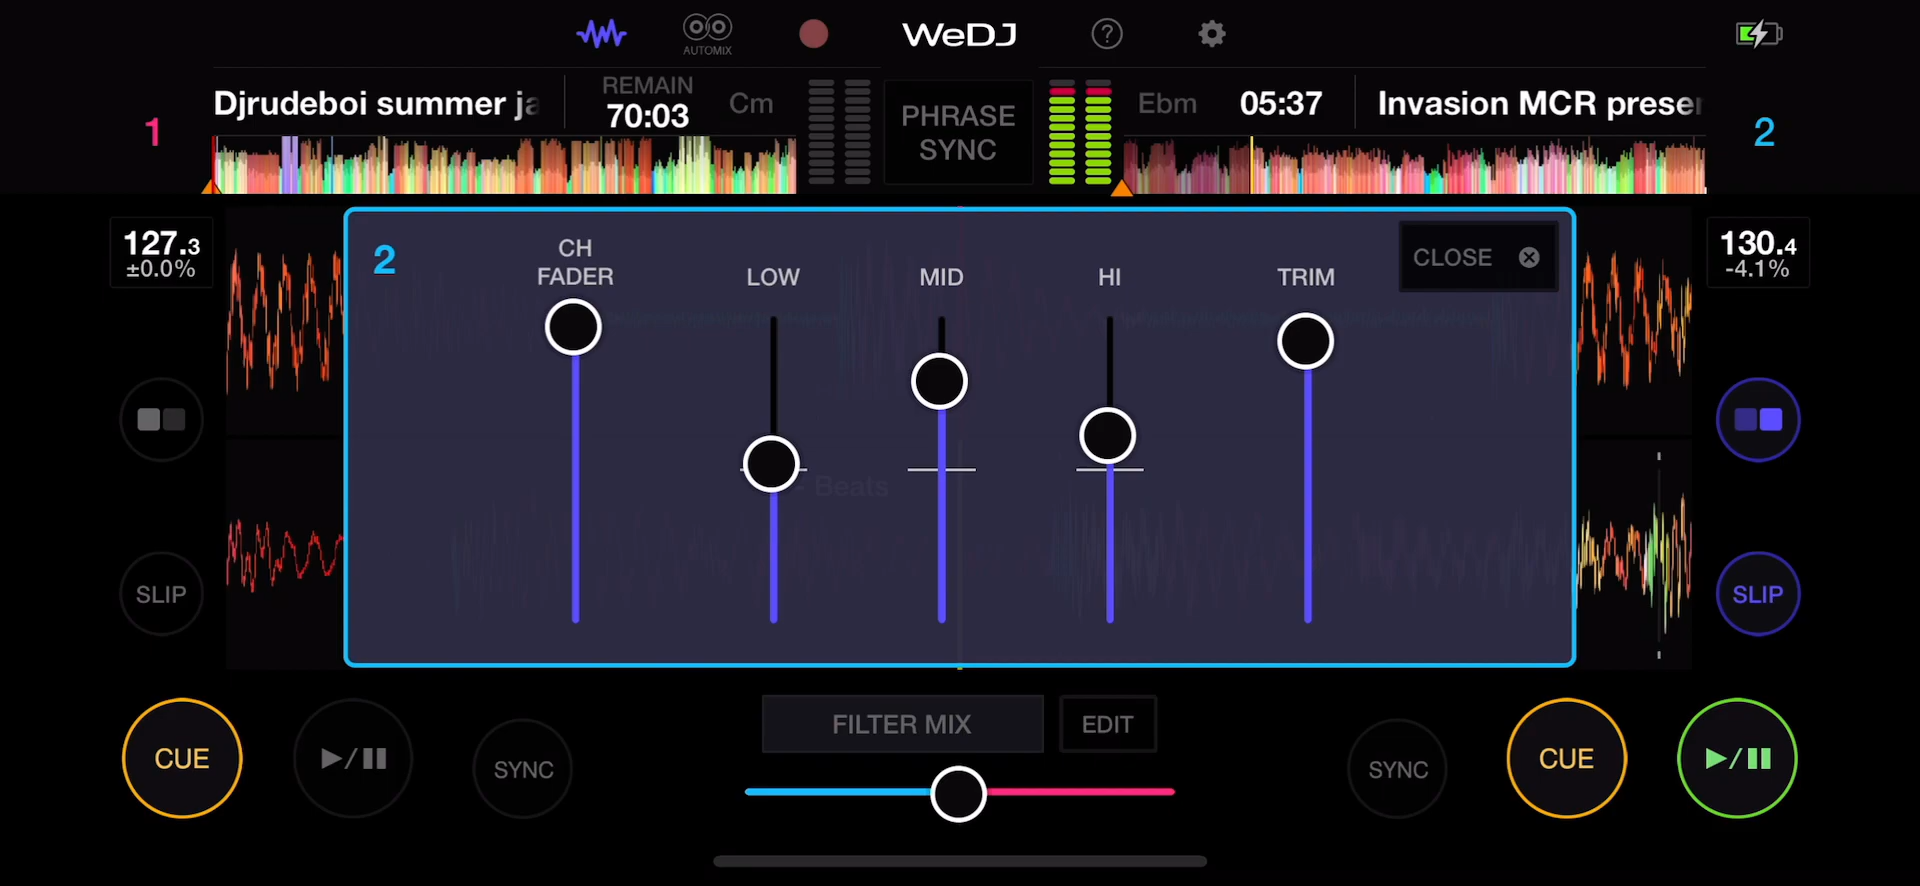 AUTOMIX
WeDJ
?
1
Djrudeboi summer ja
REMAIN
70:03
Cm
PHRASE
SYNC
Ebm
05:37
Invasion MCR preser
2
127.3
±0.0%
130.4
-4.1%
2
CH
FADER
LOW
MID
HI
TRIM
CLOSE
Beats
SLIP
SLIP
CUE
SYNC
FILTER MIX
EDIT
SYNC
CUE